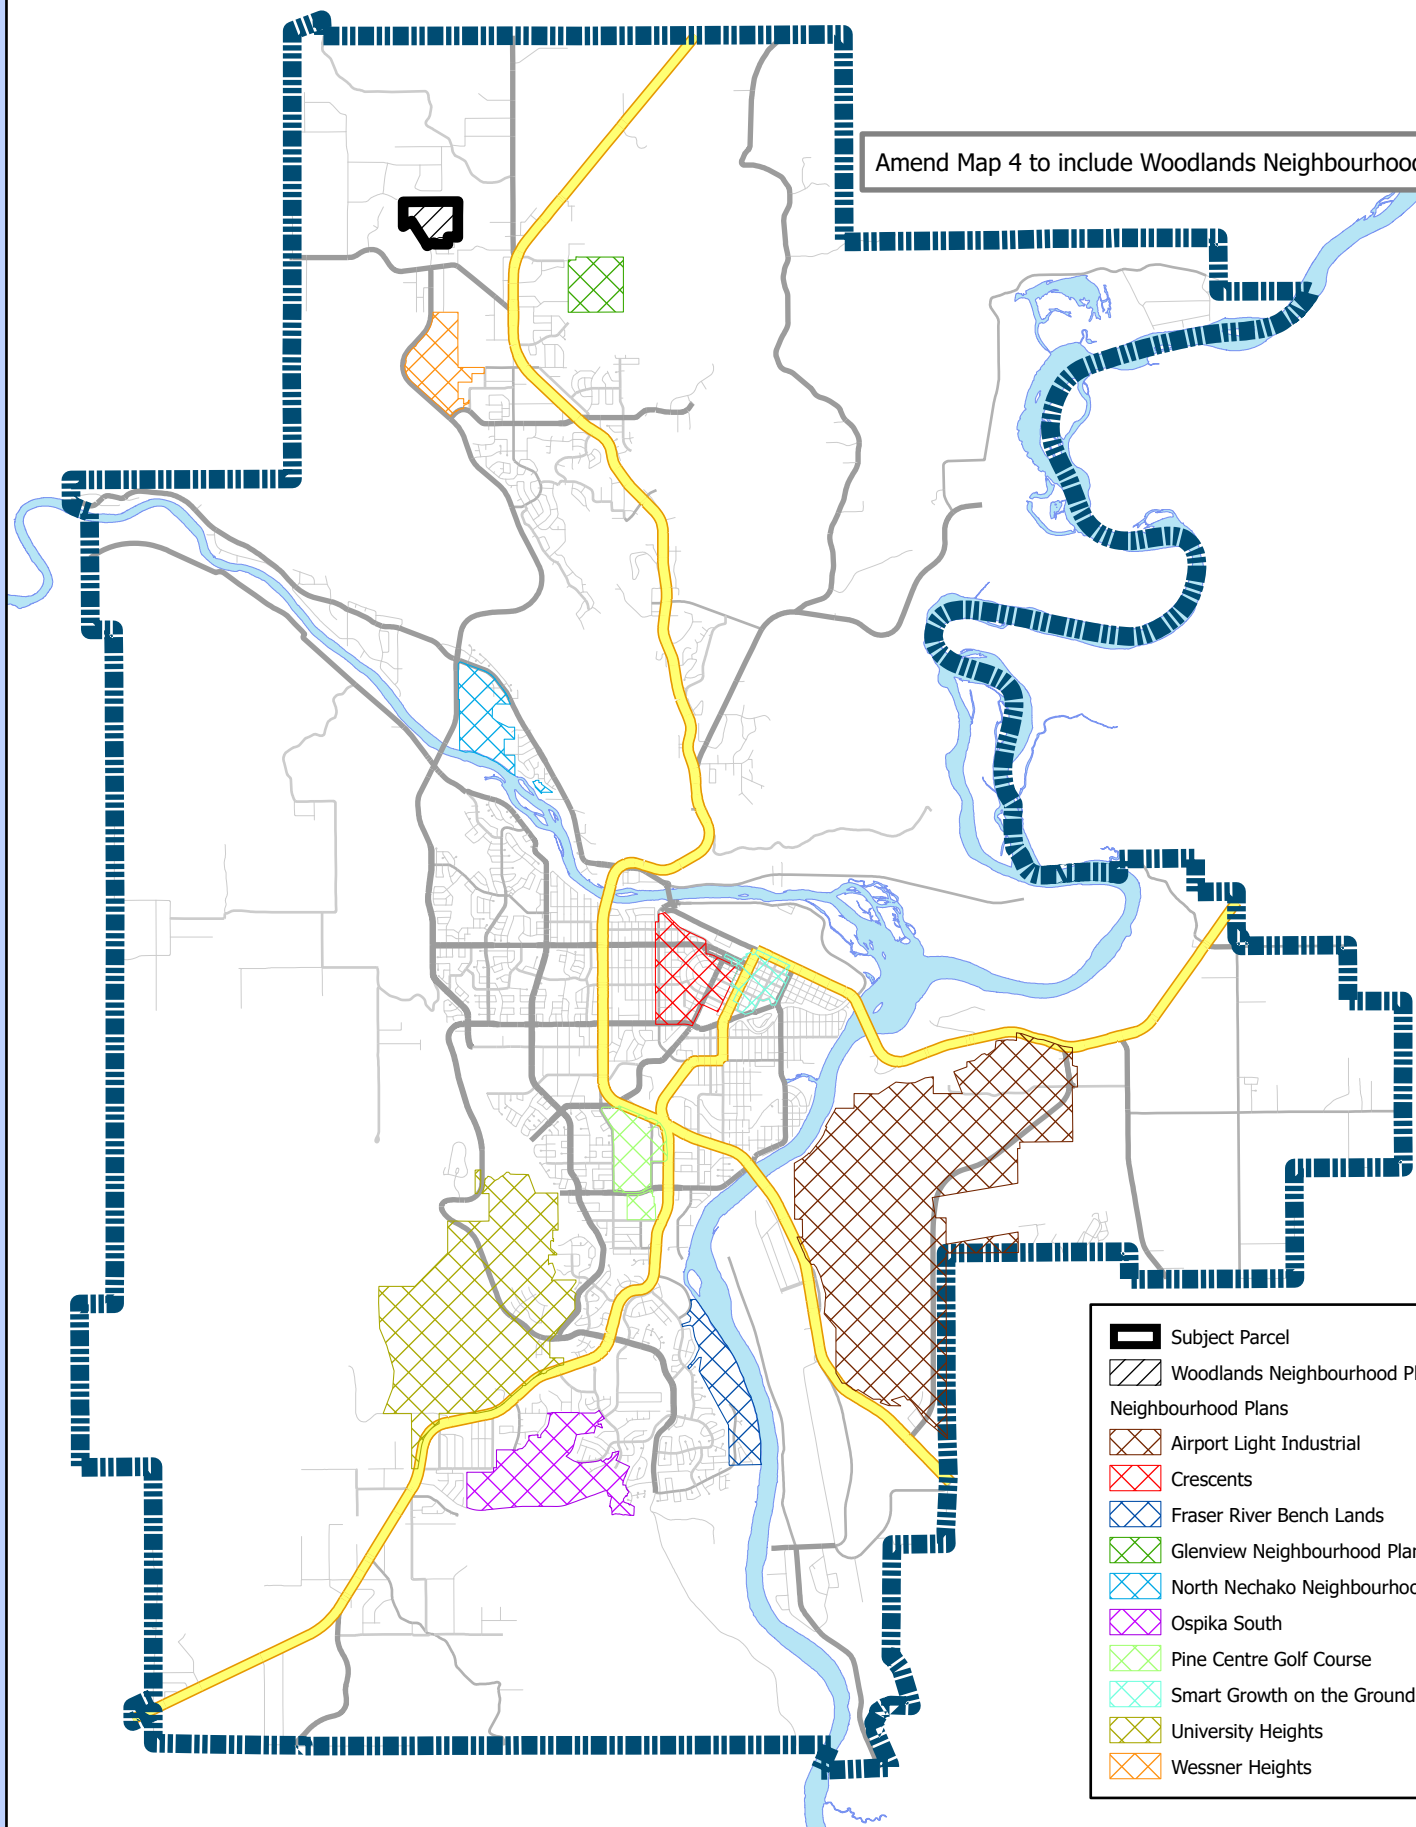 Amend Map 4 to include Woodlands Neighbourhood
Subject Parcel
Woodlands Neighbourhood Pl
Neighbourhood Plans
Airport Light Industrial
Crescents
Fraser River Bench Lands
Glenview Neighbourhood Plan
North Nechako Neighbourhoo
Ospika South
Pine Centre Golf Course
Smart Growth on the Ground
University Heights
Wessner Heights